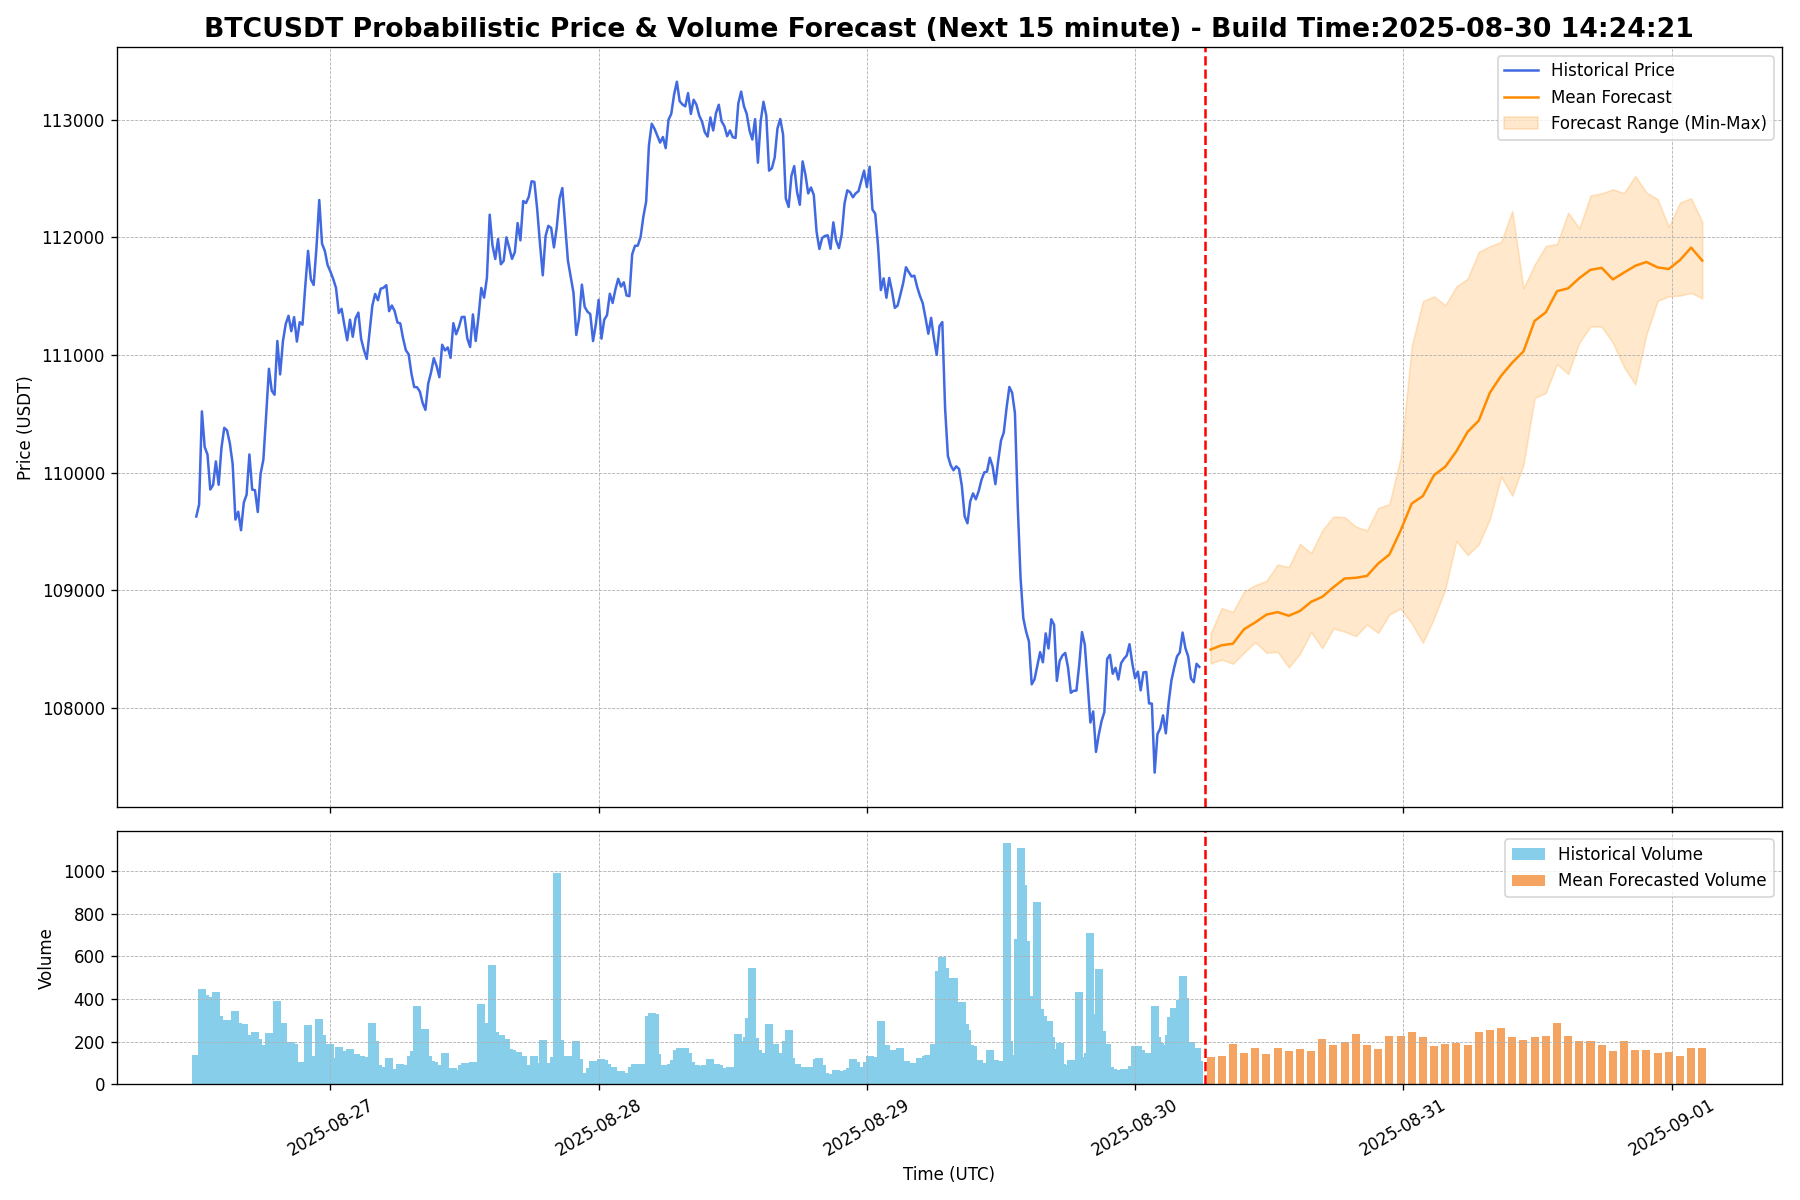 BTCUSDT Probabilistic Price & Volume Forecast (Next 15 minute) - Build Time:2025-08-30 14:24:21
Historical Price
Mean Forecast
Forecast Range (Min-Max)
113000
112000
111000
110000
109000
108000
Price (USDT)
Historical Volume
Mean Forecasted Volume
1000
800
600
400
200
0
Volume
2025-08-27
2025-08-28
2025-08-29
2025-08-30
2025-08-31
2025-09-01
Time (UTC)